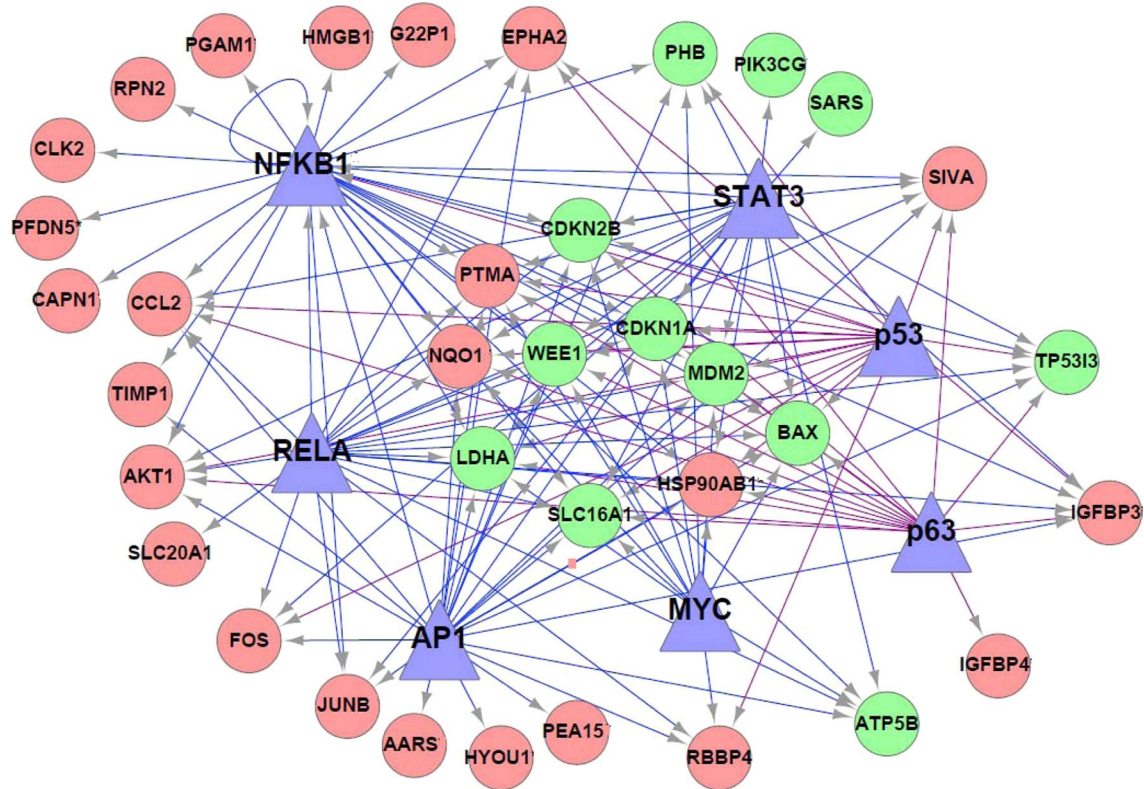 PGAM1
HMGB1
G22P1
EPHA2
PHB
PIK3CG
RPN2
SARS
CLK2
NFKB1
STAT3
SIVA
PFDN5*
CDKN2B
PTMA
CAPN1
CCL2
CDKN1A
p53
NQO1
WEE1
MDM2
TP53I3
TIMP1
BAX
RELA
LDHA
AKT1
HSP90AB1
SLC16A1
IGFBP3
p63
SLC20A1
MYC
FOS
AP1
IGFBP4
JUNB
ATP5B
AARS
HYOU1
PEA15
RBBP4